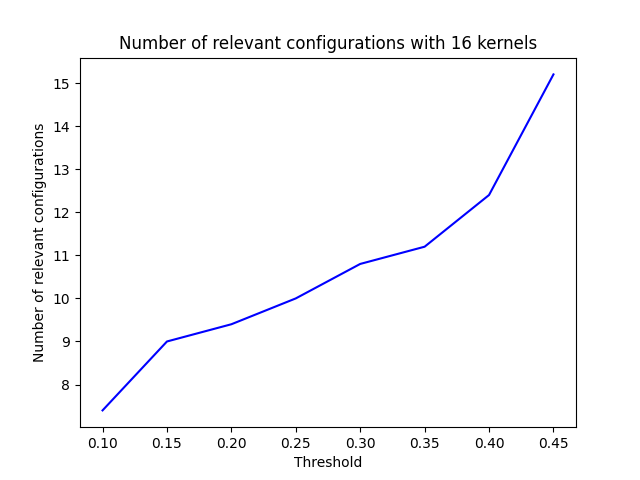 Number of relevant configurations with 16 kernels
Number of relevant configurations
15
14
13
12
11
10
9
8
0.10 0.15 0.20 0.25 0.30 0.35 0.40 0.45
Threshold